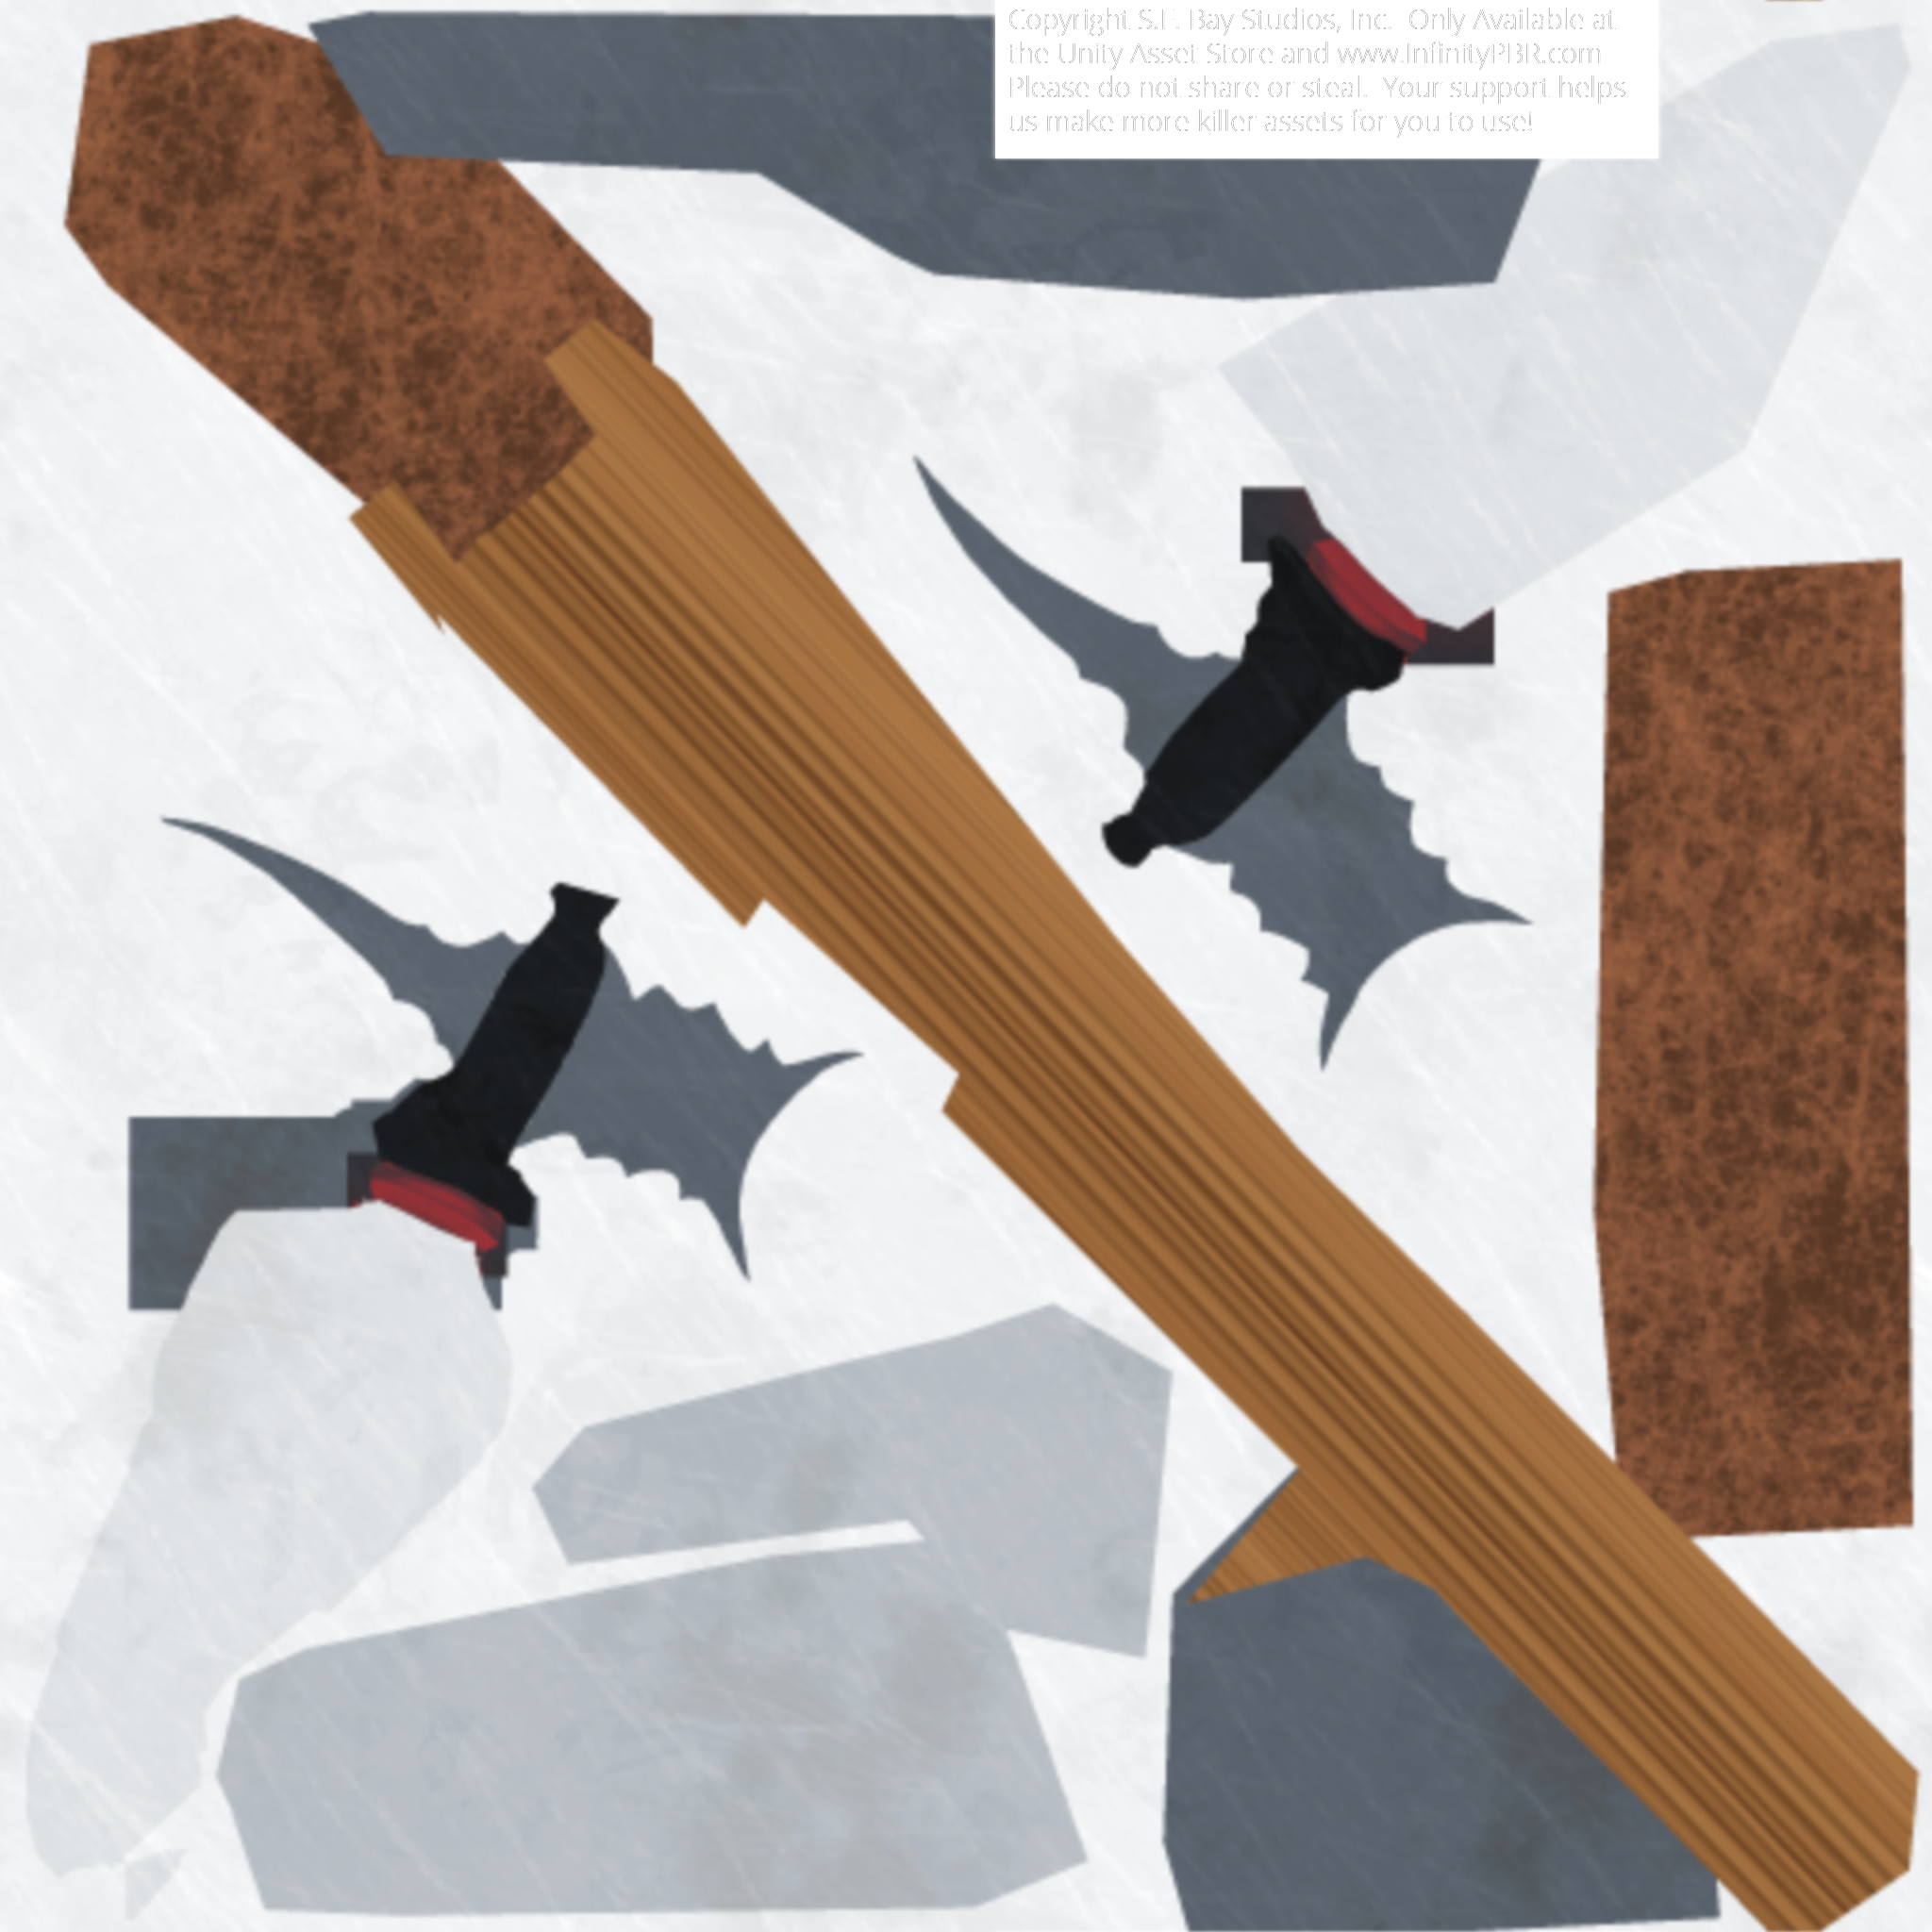 Copyright S.F. Bay Studios, Inc.  Only Available at
the Unity Asset Store and www.InfinityPBR.com
Please do not share or steal.  Your support helps
us make more killer assets for you to use!